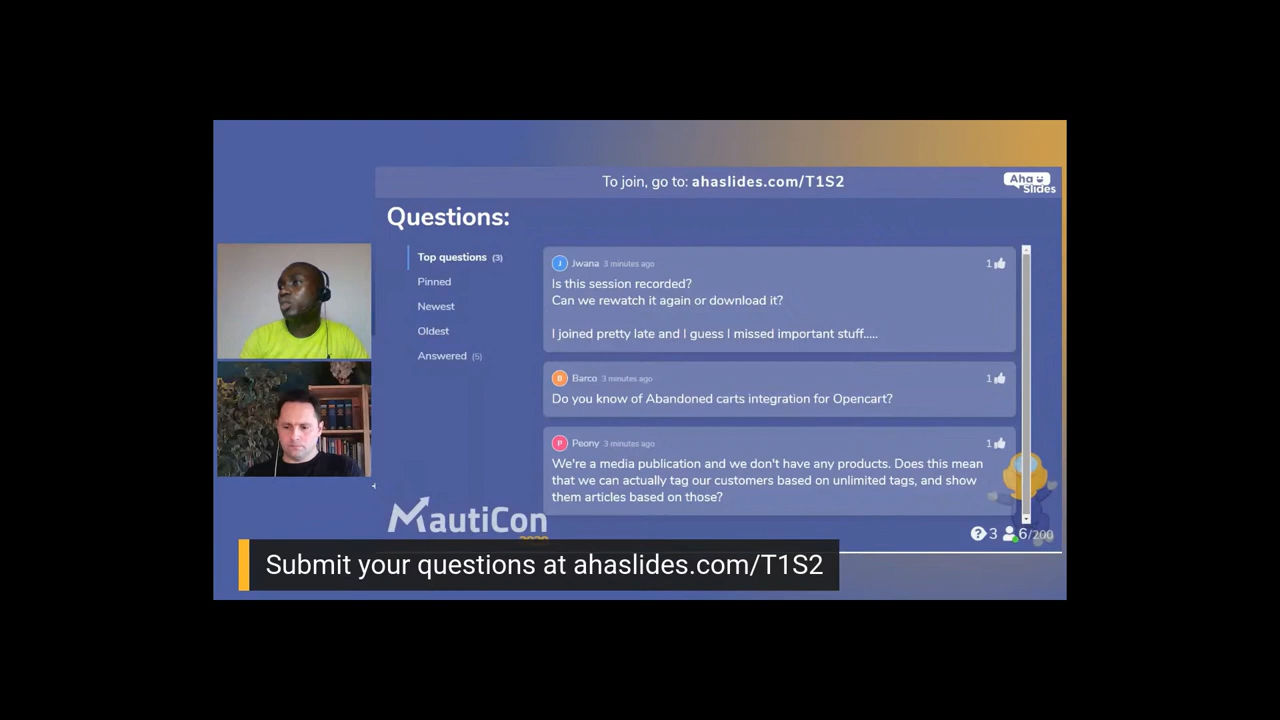 To join, go to: ahaslides.com/T1S2
Aha
Slides
Questions:
Top questions (3)
Pinned
Newest
Oldest
Answered (5)
J Jwana 3 minutes ago 1
Is this session recorded?
Can we rewatch it again or download it?
I joined pretty late and I guess I missed important stuff.....
B Barco 3 minutes ago 1
Do you know of Abandoned carts integration for Opencart?
P Peony 3 minutes ago 1
We're a media publication and we don't have any products. Does this mean
that we can actually tag our customers based on unlimited tags, and show
them articles based on those?
MautiCon
3 6/200
Submit your questions at ahaslides.com/T1S2